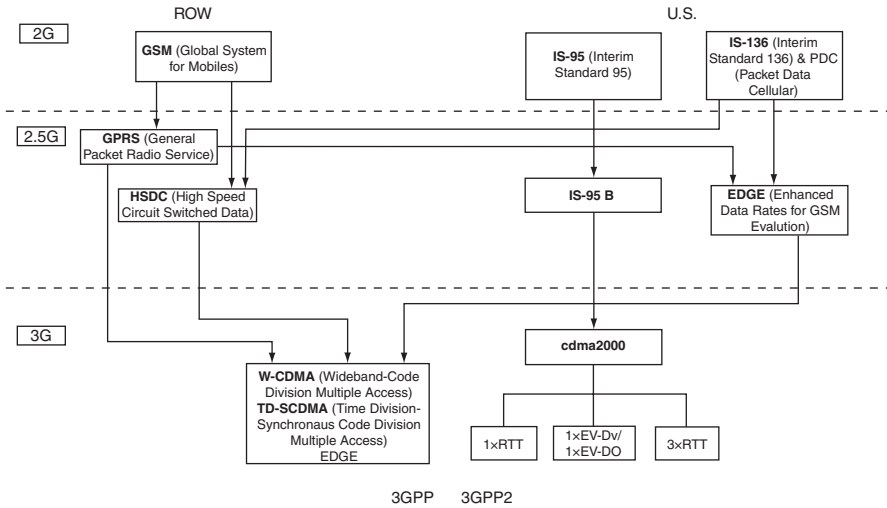 ROW
U.S.
2G
GSM (Global System
for Mobiles)
IS-95 (Interim
Standard 95)
IS-136 (Interim
Standard 136) & PDC
(Packet Data
Cellular)
2.5G
GPRS (General
Packet Radio Service)
HSDC (High Speed
Circuit Switched Data)
IS-95 B
EDGE (Enhanced
Data Rates for GSM
Evalution)
3G
W-CDMA (Wideband-Code
Division Multiple Access)
TD-SCDMA (Time Division-
Synchronaus Code Division
Multiple Access)
EDGE
cdma2000
1×RTT
1×EV-Dv/
1×EV-DO
3×RTT
3GPP
3GPP2